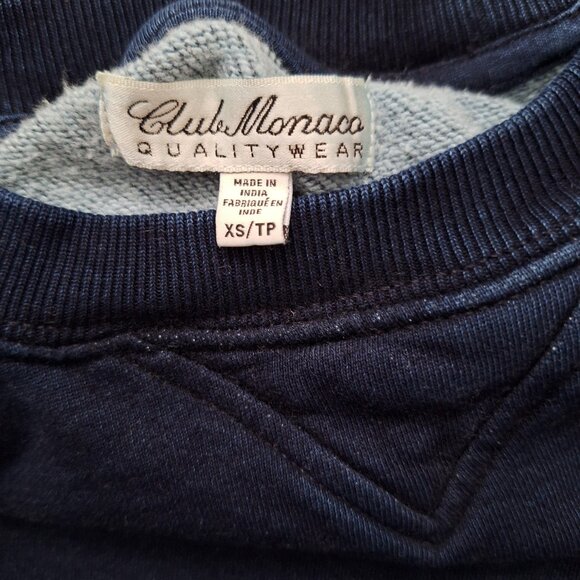 Club Monaco
QUALITYWEAR
MADE IN
INDIA
FABRIQUÉ EN
INDE
XS/TP